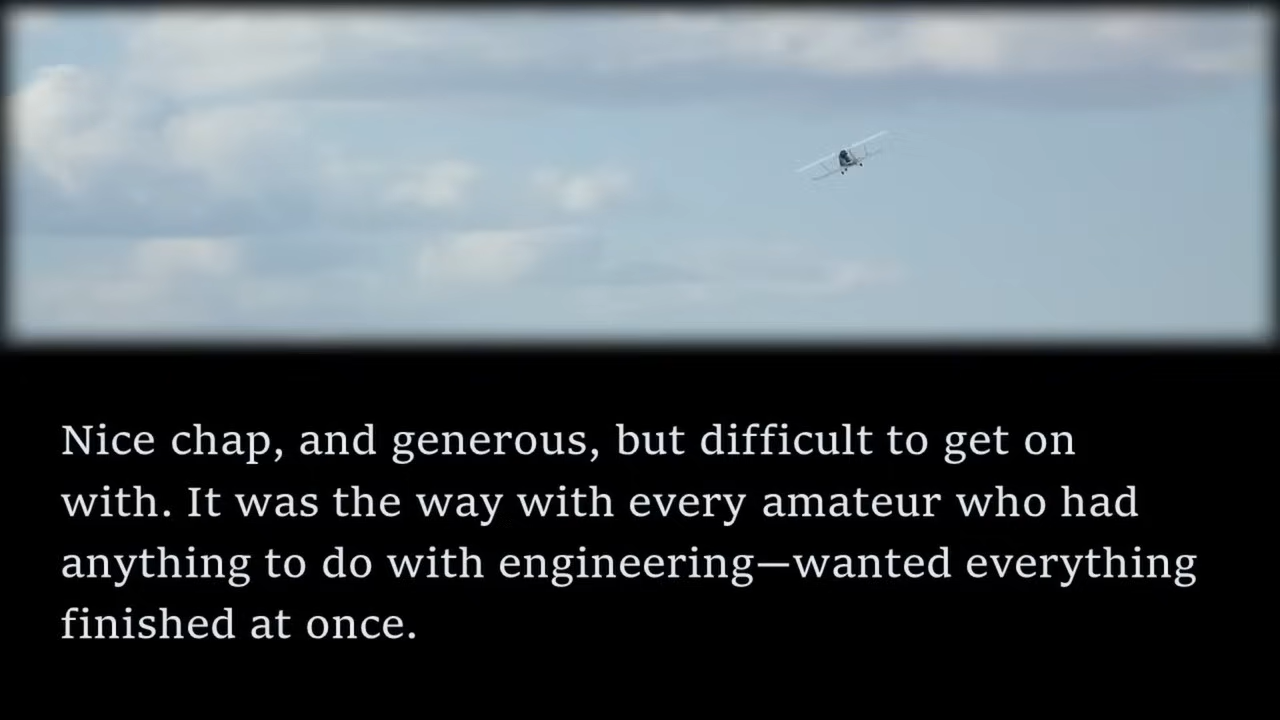 Nice chap, and generous, but difficult to get on
with. It was the way with every amateur who had
anything to do with engineering—wanted everything
finished at once.